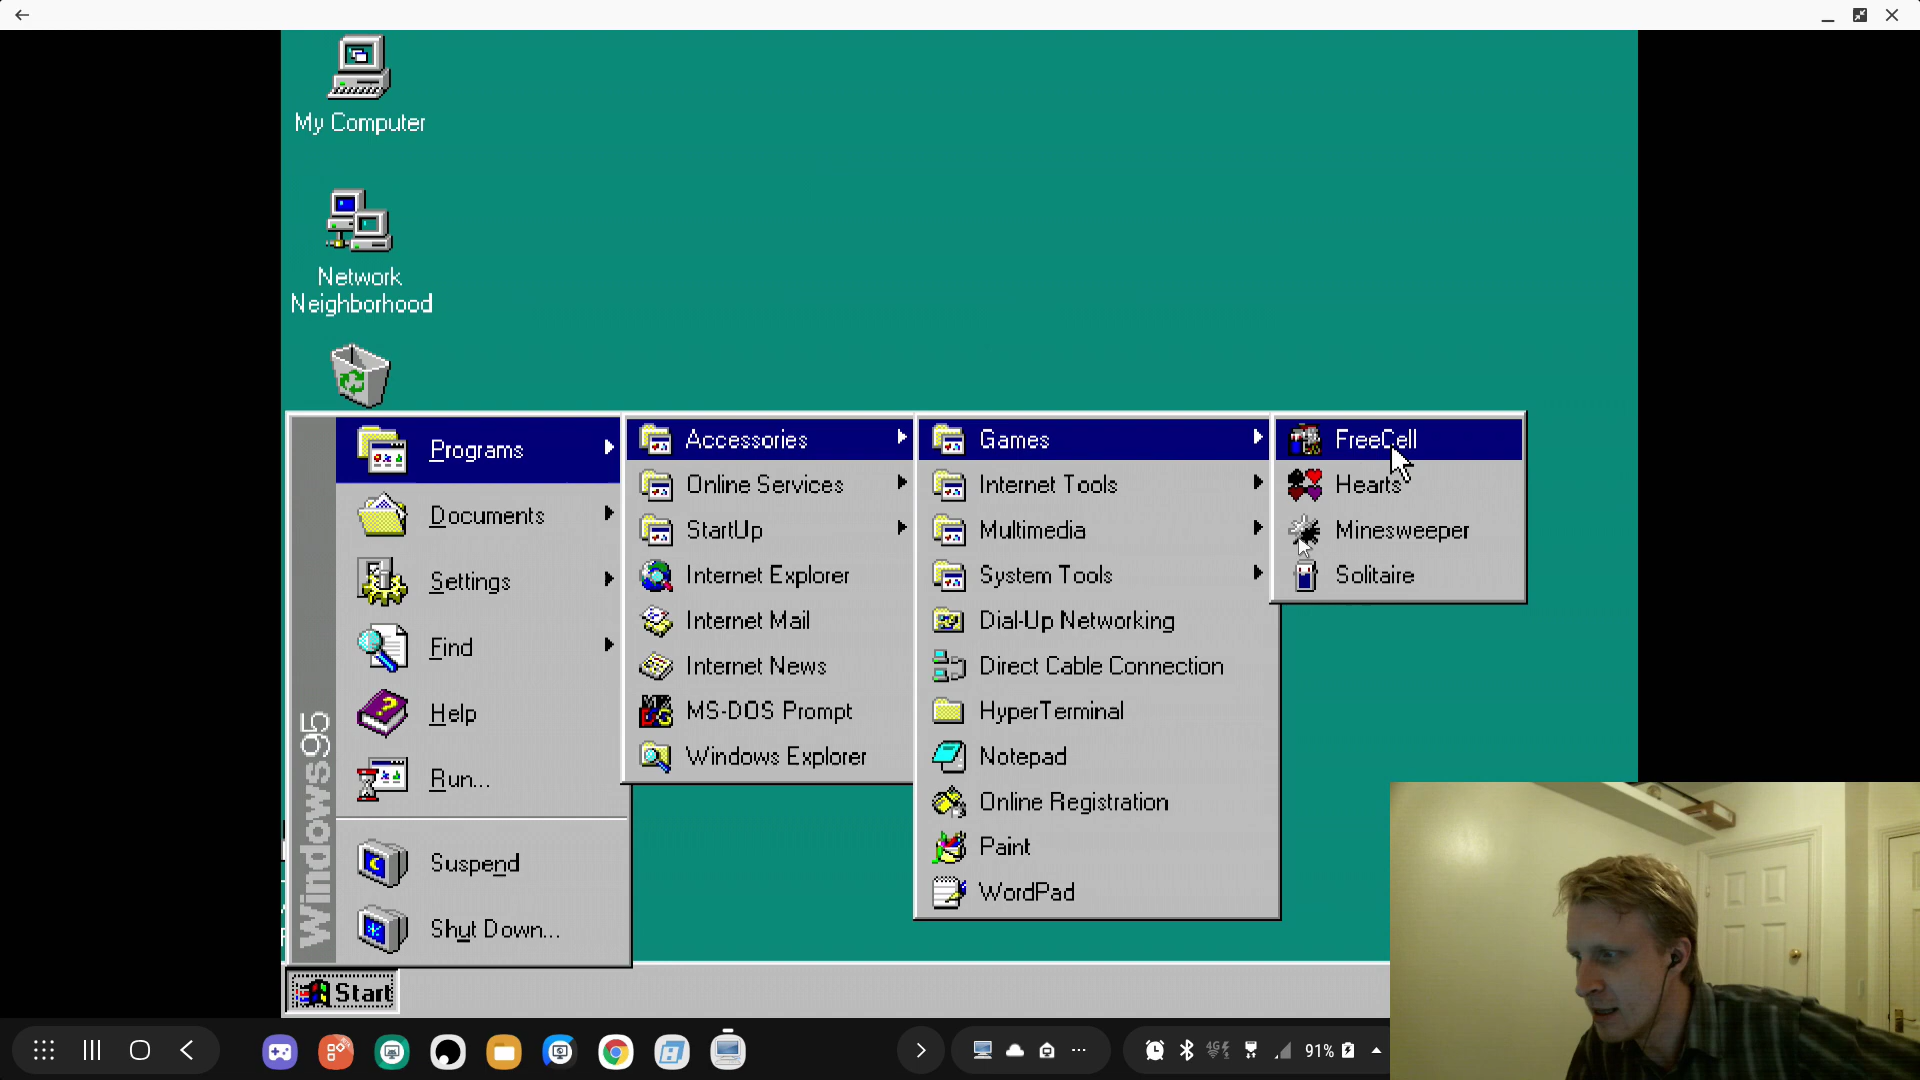 My Computer
Network
Neighborhood
Programs
Documents
Settings
Find
Help
Run...
Suspend
Shut Down...
Windows95
Accessories
Online Services
StartUp
Internet Explorer
Internet Mail
Internet News
MS-DOS Prompt
Windows Explorer
Games
Internet Tools
Multimedia
System Tools
Dial-Up Networking
Direct Cable Connection
HyperTerminal
Notepad
Online Registration
Paint
WordPad
FreeCell
Hearts
Minesweeper
Solitaire
Start
4G
91%